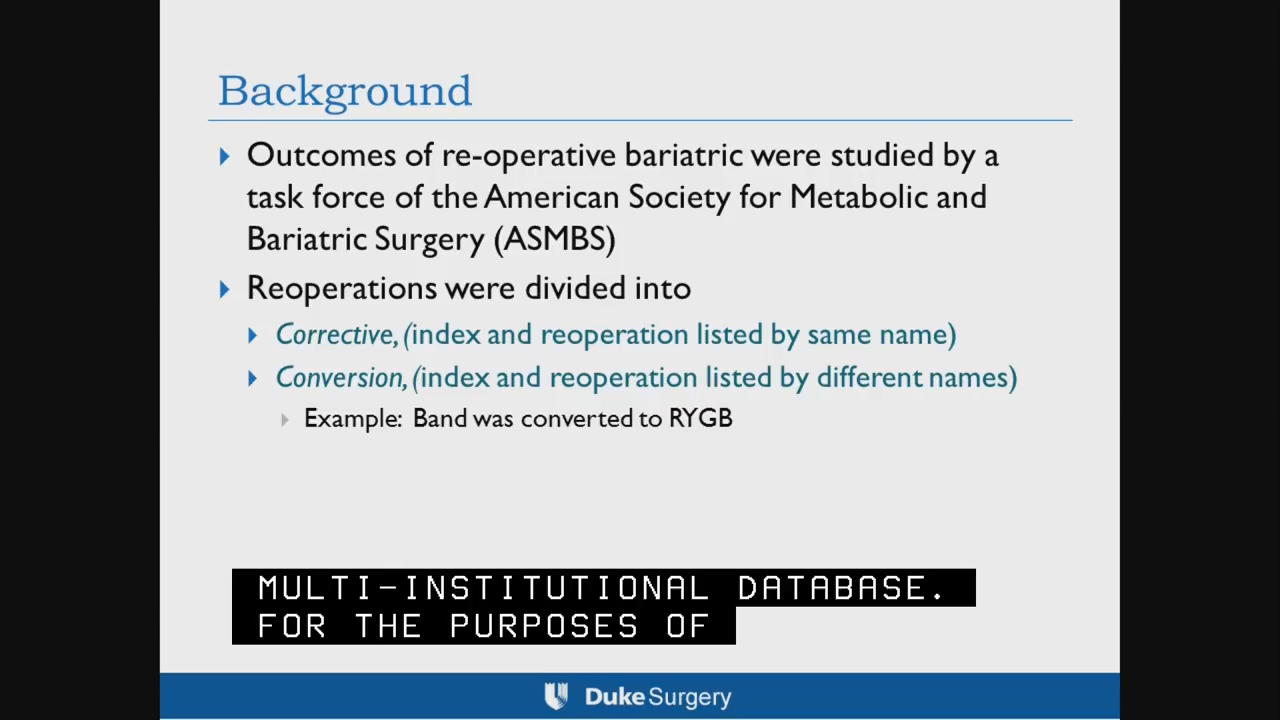 Background
Outcomes of re-operative bariatric were studied by a
task force of the American Society for Metabolic and
Bariatric Surgery (ASMBS)
Reoperations were divided into
Corrective, (index and reoperation listed by same name)
Conversion, (index and reoperation listed by different names)
Example: Band was converted to RYGB
MULTI-INSTITUTIONAL DATABASE.
FOR THE PURPOSES OF
Duke Surgery